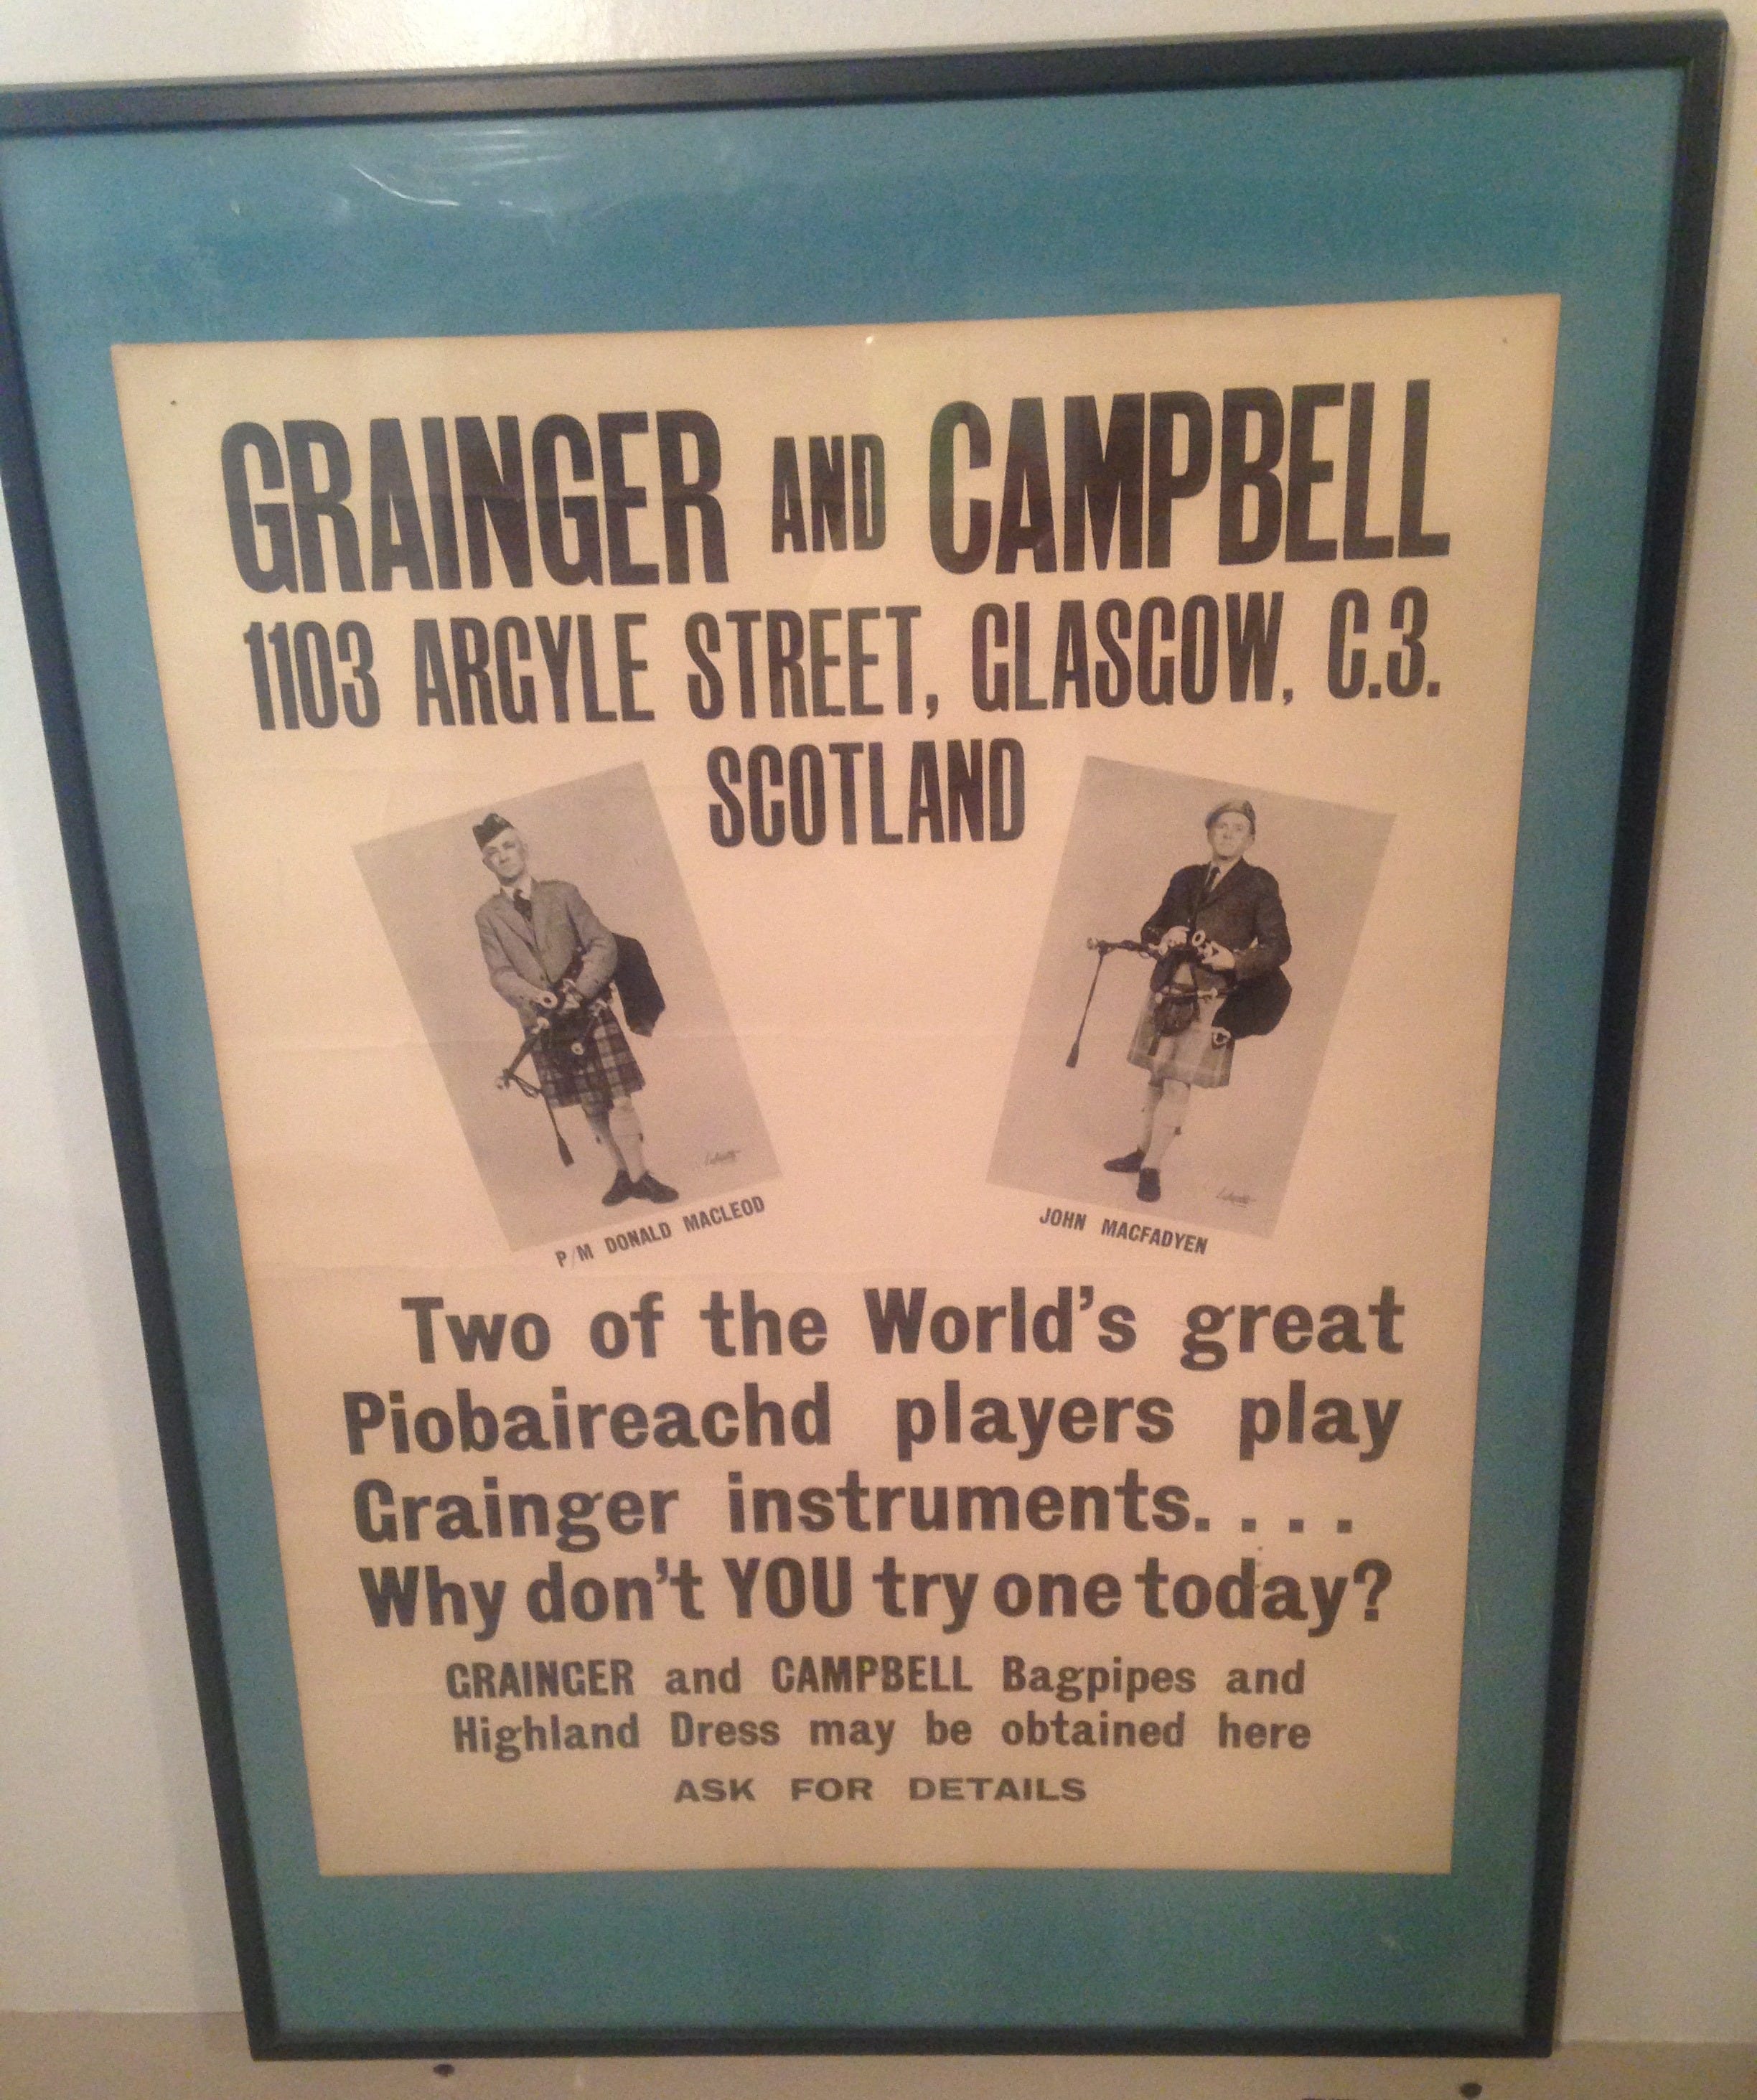 GRAINGER AND CAMPBELL
1103 ARGYLE STREET, GLASGOW, C.3.
SCOTLAND
P/M DONALD MACLEOD
JOHN MACFADYEN
Two of the World's great
Piobaireachd players play
Grainger instruments. . . .
Why don't YOU try one today?
GRAINGER and CAMPBELL Bagpipes and
Highland Dress may be obtained here
ASK FOR DETAILS